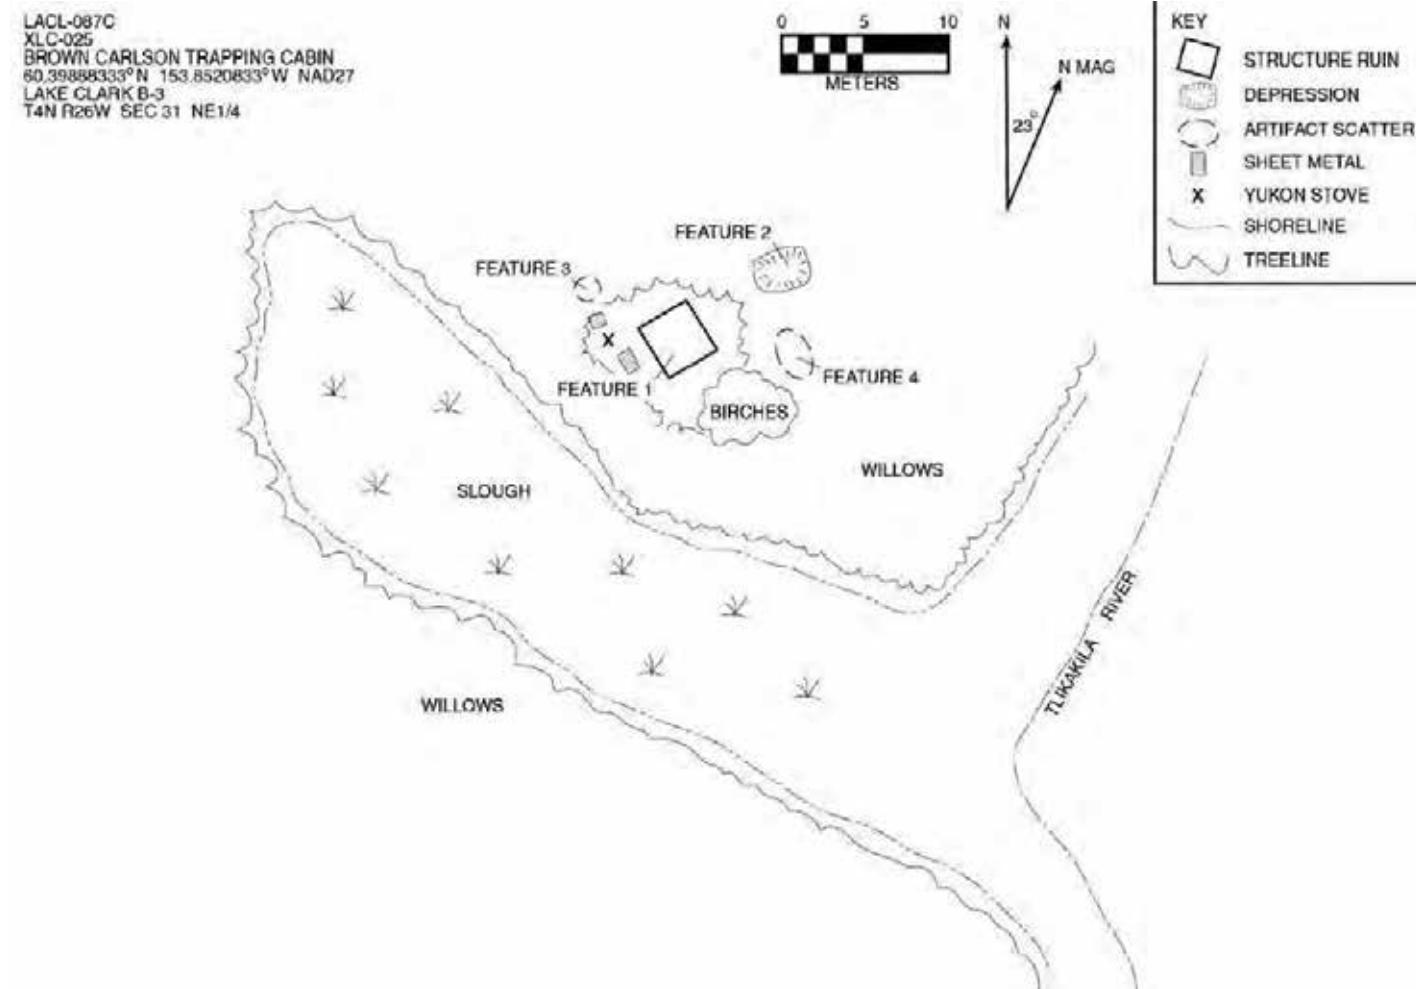 LACL-087C
XLC-025
BROWN CARLSON TRAPPING CABIN
60.39888333° N 153.8520833° W NAD27
LAKE CLARK B-3
T4N R26W SEC 31 NE1/4
0 5 10
METERS
N
N MAG
23°
KEY
STRUCTURE RUIN
DEPRESSION
ARTIFACT SCATTER
SHEET METAL
X YUKON STOVE
SHORELINE
TREELINE
FEATURE 2
FEATURE 3
X
FEATURE 1
FEATURE 4
BIRCHES
WILLOWS
SLOUGH
TLIKAKILA RIVER
WILLOWS